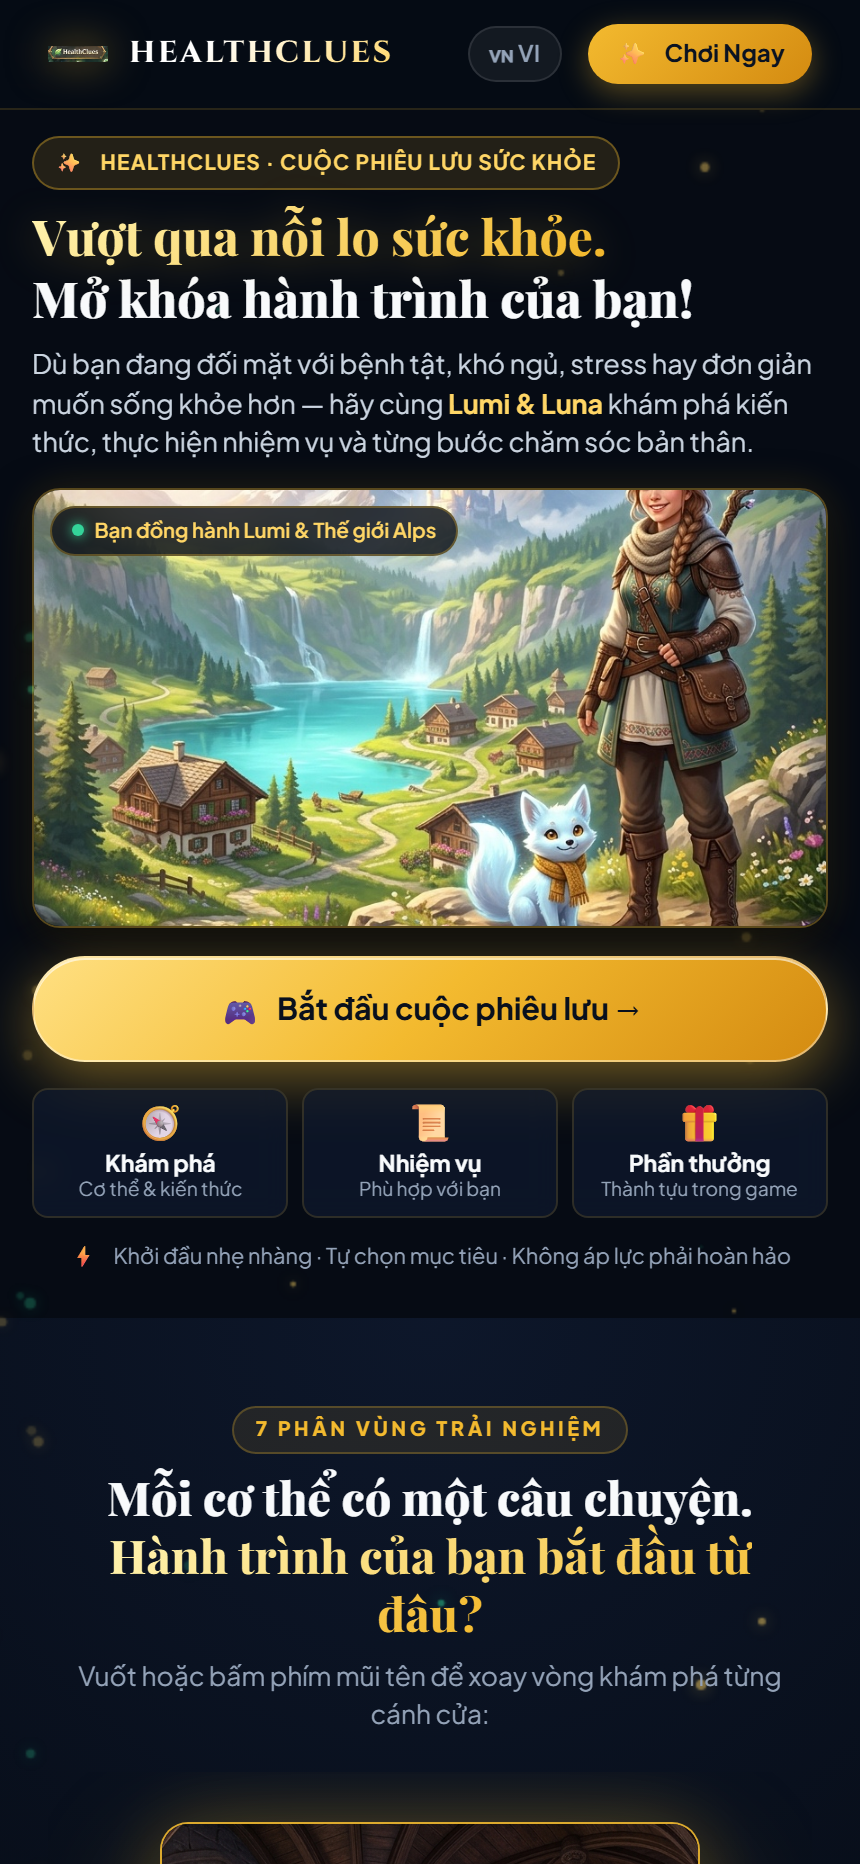 HealthClues
HEALTHCLUES
VN VI
Chơi Ngay
HEALTHCLUES · CUỘC PHIÊU LƯU SỨC KHỎE
Vượt qua nỗi lo sức khỏe.
Mở khóa hành trình của bạn!
Dù bạn đang đối mặt với bệnh tật, khó ngủ, stress hay đơn giản
muốn sống khỏe hơn — hãy cùng Lumi & Luna khám phá kiến
thức, thực hiện nhiệm vụ và từng bước chăm sóc bản thân.
Bạn đồng hành Lumi & Thế giới Alps
Bắt đầu cuộc phiêu lưu →
Khám phá
Cơ thể & kiến thức
Nhiệm vụ
Phù hợp với bạn
Phần thưởng
Thành tựu trong game
Khởi đầu nhẹ nhàng · Tự chọn mục tiêu · Không áp lực phải hoàn hảo
7 PHÂN VÙNG TRẢI NGHIỆM
Mỗi cơ thể có một câu chuyện.
Hành trình của bạn bắt đầu từ
đâu?
Vuốt hoặc bấm phím mũi tên để xoay vòng khám phá từng
cánh cửa: